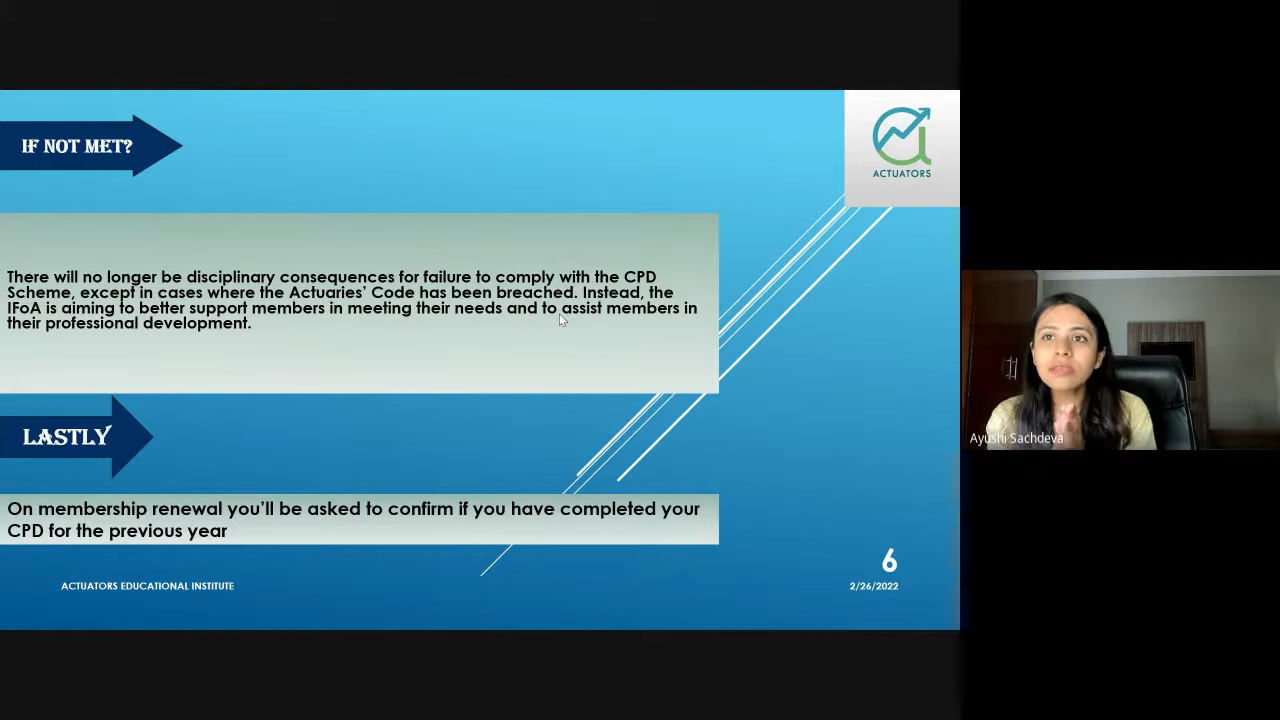 IF NOT MET?
ACTUATORS
There will no longer be disciplinary consequences for failure to comply with the CPD
Scheme, except in cases where the Actuaries’ Code has been breached. Instead, the
IFoA is aiming to better support members in meeting their needs and to assist members in
their professional development.
LASTLY
On membership renewal you’ll be asked to confirm if you have completed your
CPD for the previous year
6
ACTUATORS EDUCATIONAL INSTITUTE
2/26/2022
Ayushi Sachdeva